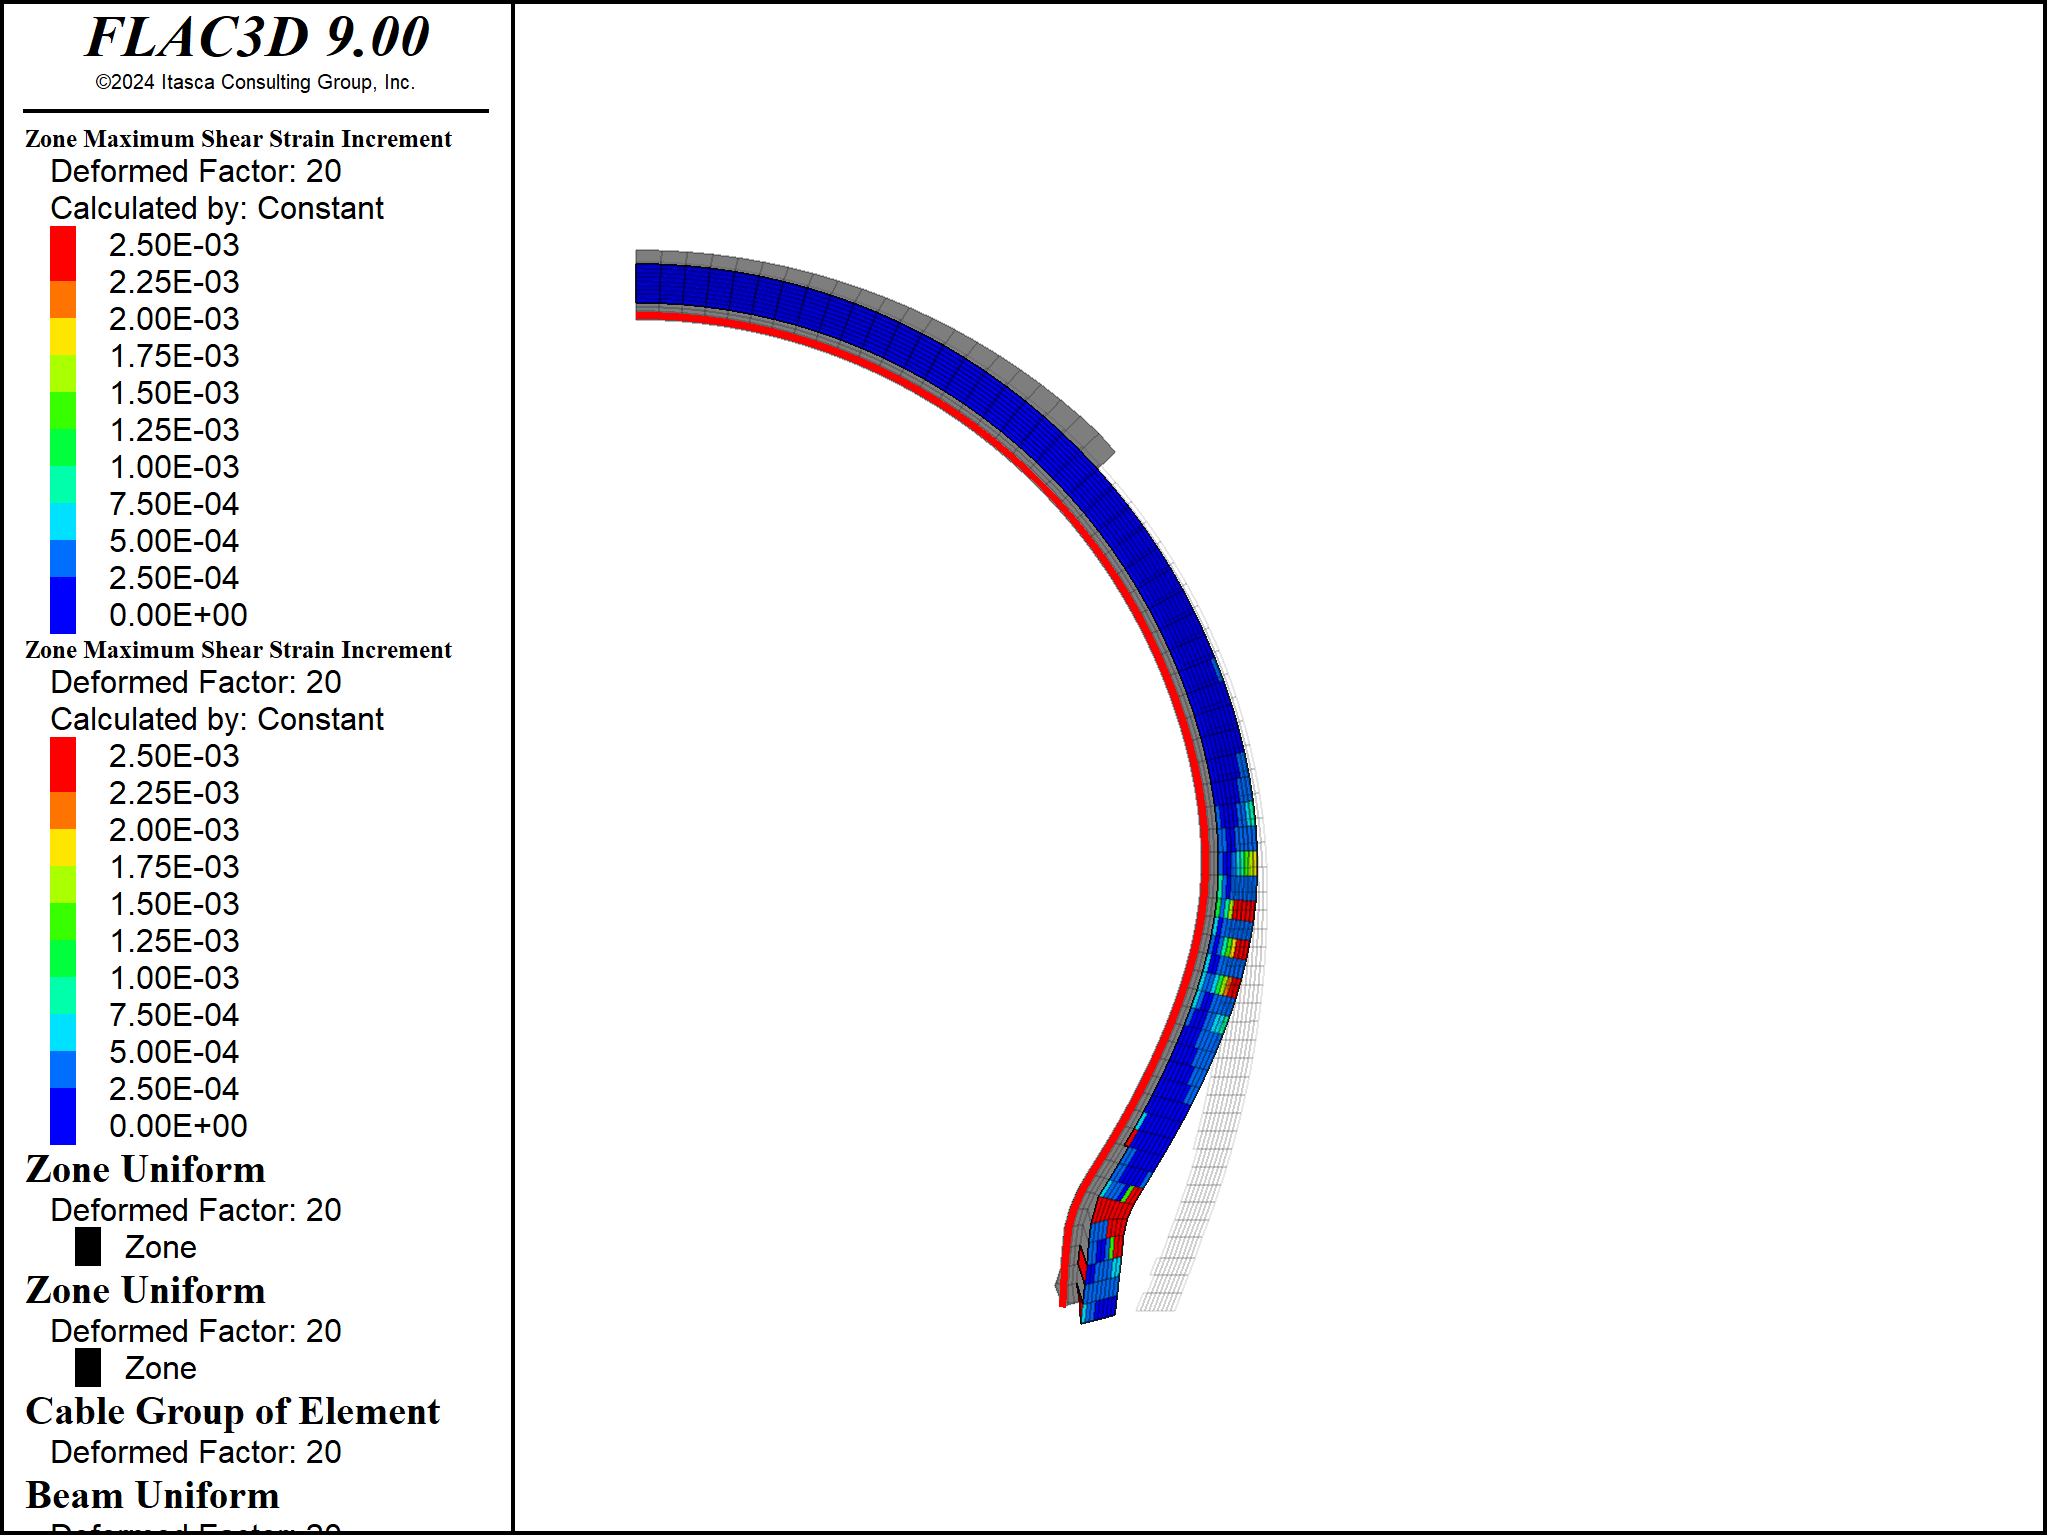 FLAC3D 9.00
©2024 Itasca Consulting Group, Inc.
Zone Maximum Shear Strain Increment
Deformed Factor: 20
Calculated by: Constant
2.50E-03
2.25E-03
2.00E-03
1.75E-03
1.50E-03
1.25E-03
1.00E-03
7.50E-04
5.00E-04
2.50E-04
0.00E+00
Zone Maximum Shear Strain Increment
Deformed Factor: 20
Calculated by: Constant
2.50E-03
2.25E-03
2.00E-03
1.75E-03
1.50E-03
1.25E-03
1.00E-03
7.50E-04
5.00E-04
2.50E-04
0.00E+00
Zone Uniform
Deformed Factor: 20
Zone
Zone Uniform
Deformed Factor: 20
Zone
Cable Group of Element
Deformed Factor: 20
Beam Uniform
Deformed Factor: 20